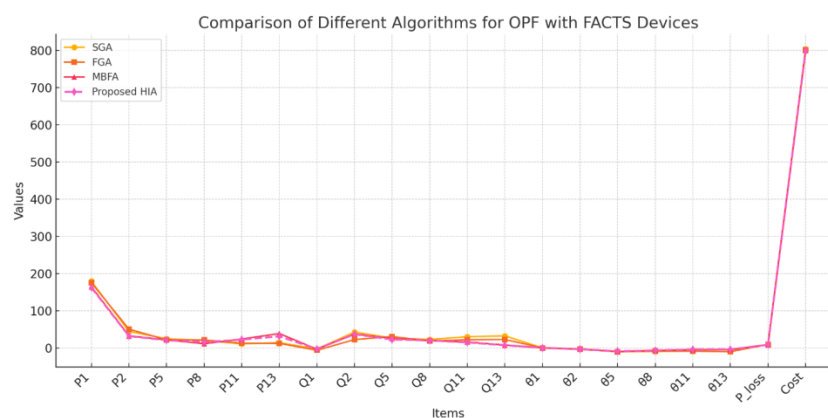 Comparison of Different Algorithms for OPF with FACTS Devices
SGA
FGA
MBFA
Proposed HIA
800
700
600
500
400
300
200
100
0
Values
P1
P2
P5
P8
P11
P13
Q1
Q2
Q5
Q8
Q11
Q13
θ1
θ2
θ5
θ8
θ11
θ13
P_loss
Cost
Items